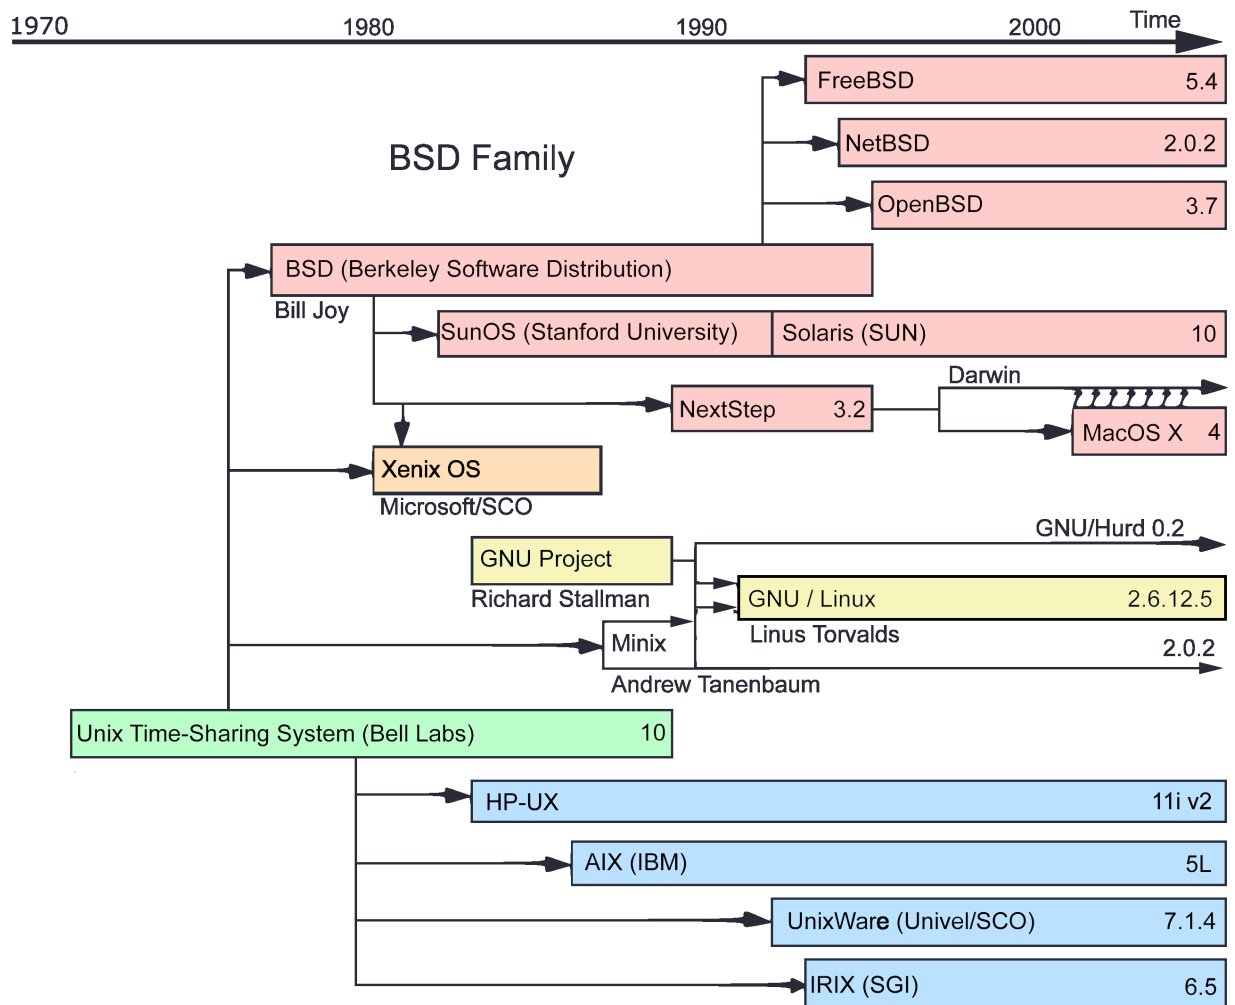 1970 1980 1990 2000 Time
FreeBSD 5.4
NetBSD 2.0.2
BSD Family
OpenBSD 3.7
BSD (Berkeley Software Distribution)
Bill Joy
SunOS (Stanford University) Solaris (SUN) 10
Darwin
NextStep 3.2
MacOS X 4
Xenix OS
Microsoft/SCO
GNU/Hurd 0.2
GNU Project
Richard Stallman
GNU / Linux 2.6.12.5
Linus Torvalds
Minix
2.0.2
Andrew Tanenbaum
Unix Time-Sharing System (Bell Labs) 10
HP-UX 11i v2
AIX (IBM) 5L
UnixWare (Univel/SCO) 7.1.4
IRIX (SGI) 6.5